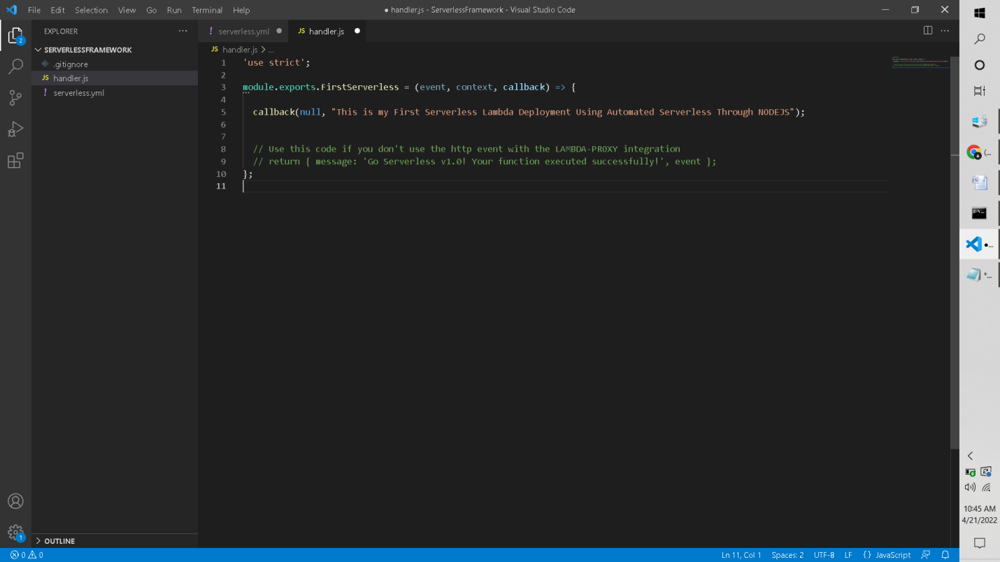 File Edit Selection View Go Run Terminal Help
● handler.js - ServerlessFramework - Visual Studio Code
2
EXPLORER ...
SERVERLESSFRAMEWORK
.gitignore
JS handler.js
! serverless.yml
! serverless.yml ●
JS handler.js ●
JS handler.js > ...
1 'use strict';
2
3 module.exports.FirstServerless = (event, context, callback) => {
4
5 callback(null, "This is my First Serverless Lambda Deployment Using Automated Serverless Through NODEJS");
6
7
8 // Use this code if you don't use the http event with the LAMBDA-PROXY integration
9 // return { message: 'Go Serverless v1.0! Your function executed successfully!', event };
10 };
11
1
OUTLINE
0 0
Ln 11, Col 1 Spaces: 2 UTF-8 LF {} JavaScript
(...
●...
*...
10:45 AM
4/21/2022